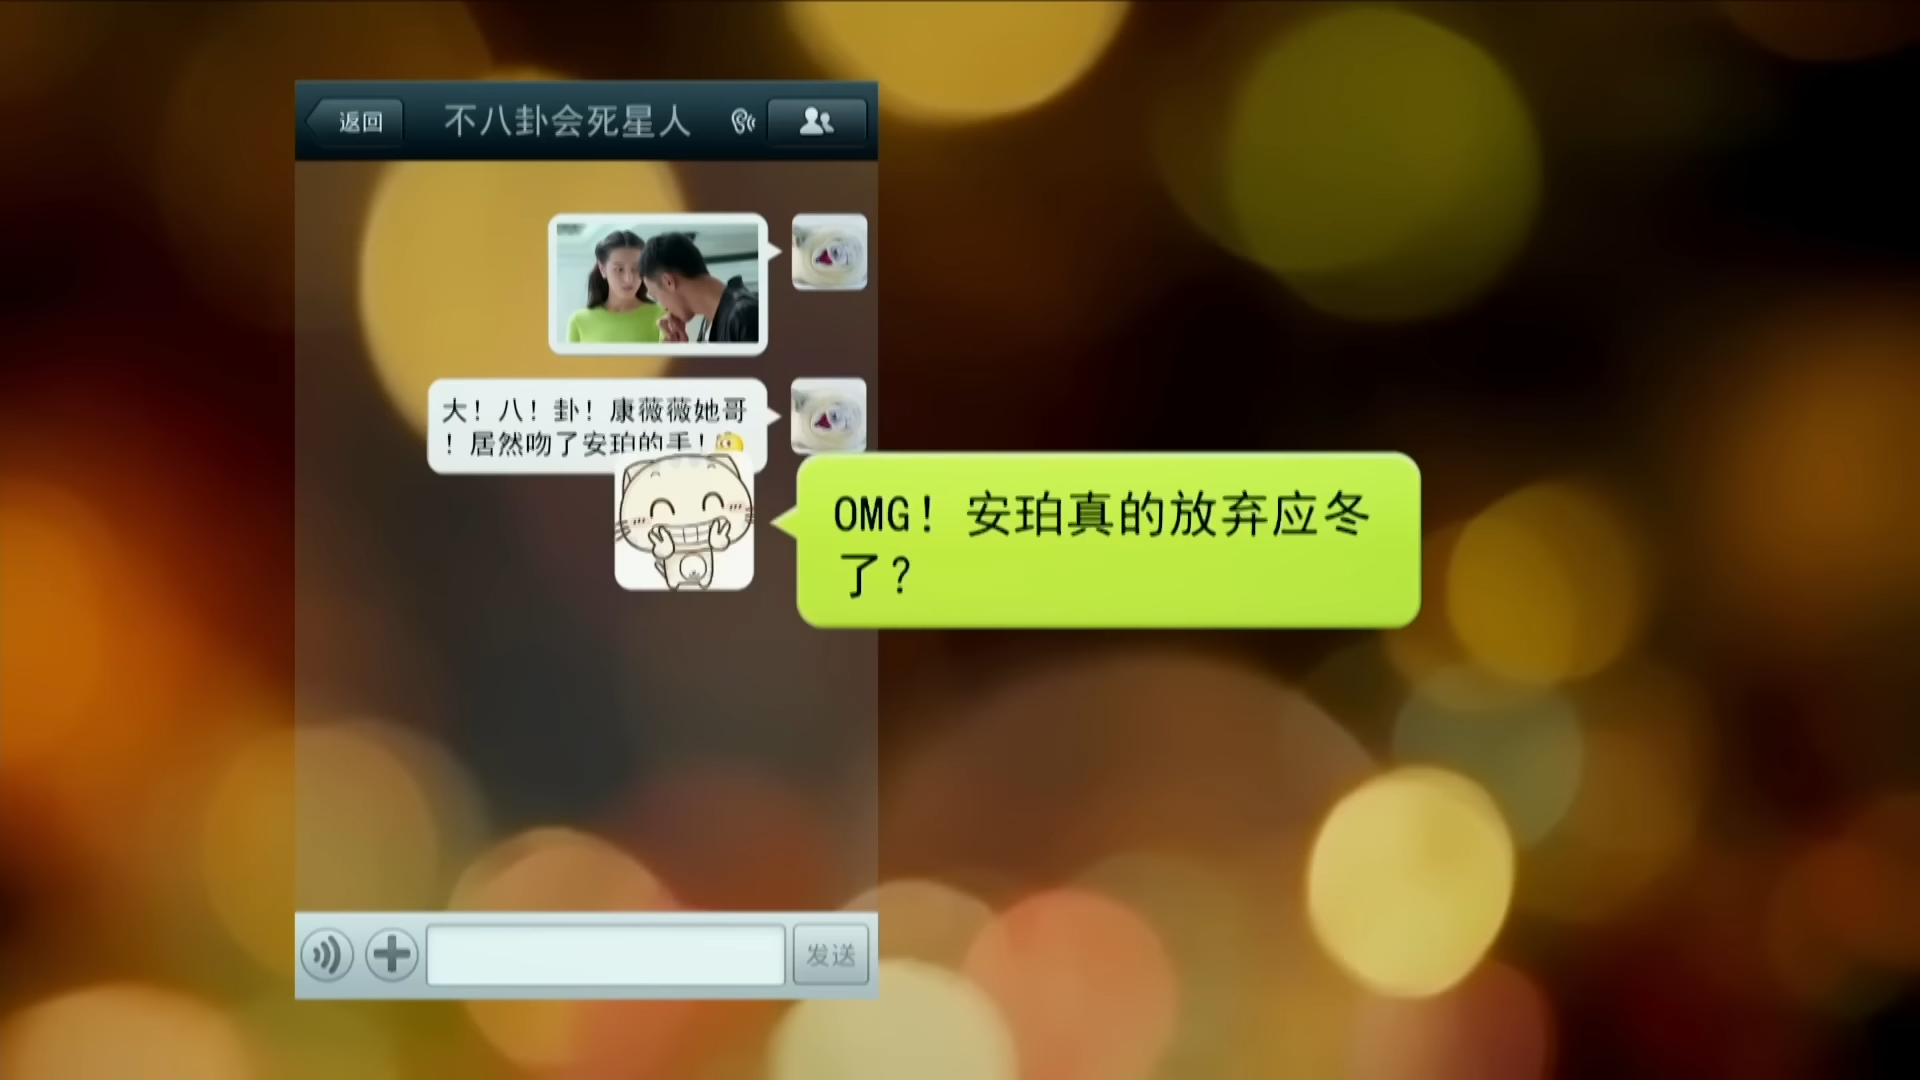 返回
不八卦会死星人
大！八！卦！康薇薇她哥
！居然吻了安珀的手！
OMG！安珀真的放弃应冬
了？
发送